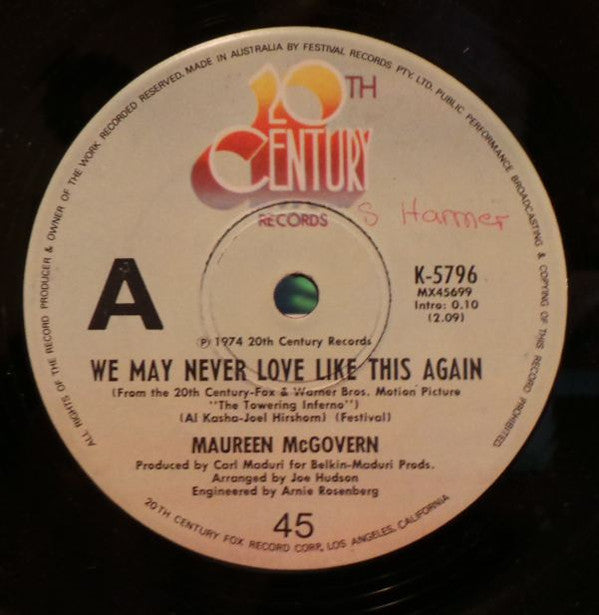 ALL RIGHTS OF THE RECORD PRODUCER & OWNER OF THE WORK RECORDED RESERVED. MADE IN AUSTRALIA BY FESTIVAL RECORDS PTY. LTD. PUBLIC PERFORMANCE BROADCASTING & COPYING OF THIS RECORD PROHIBITED.
20TH
CENTURY
RECORDS
S Harmer
A
K-5796
MX45699
Intro: 0.10
(2.09)
℗ 1974 20th Century Records
WE MAY NEVER LOVE LIKE THIS AGAIN
(From the 20th Century-Fox & Warner Bros. Motion Picture
"The Towering Inferno")
(Al Kasha-Joel Hirshorn) (Festival)
MAUREEN McGOVERN
Produced by Carl Maduri for Belkin-Maduri Prods.
Arranged by Joe Hudson
Engineered by Arnie Rosenberg
45
20TH CENTURY FOX RECORD CORP., LOS ANGELES, CALIFORNIA